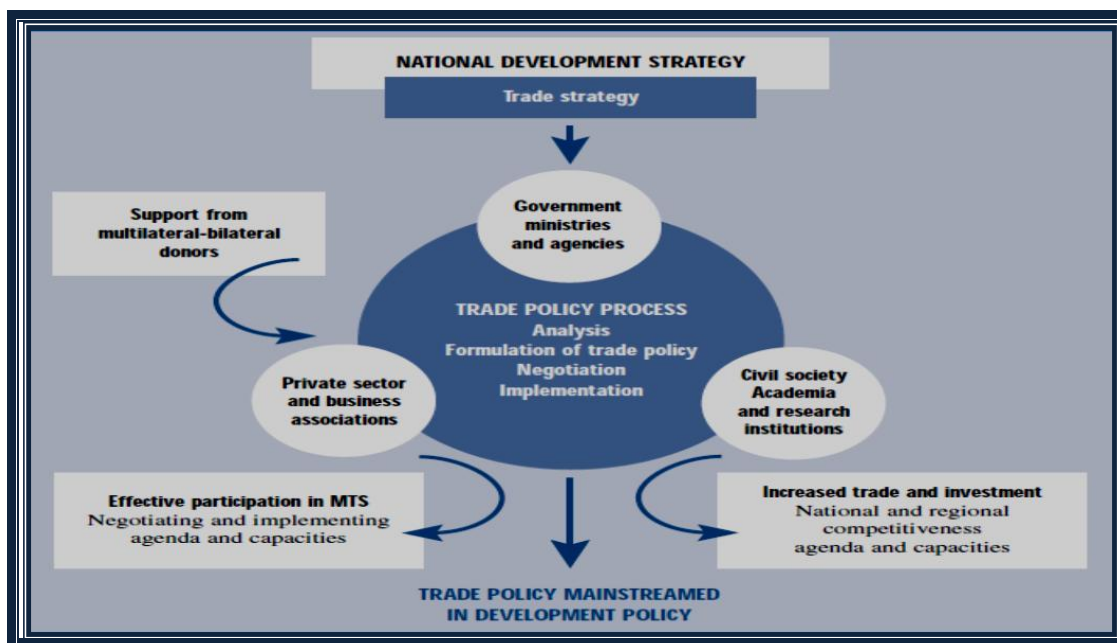 NATIONAL DEVELOPMENT STRATEGY
Trade strategy
Government
ministries
and agencies
Support from
multilateral-bilateral
donors
TRADE POLICY PROCESS
Analysis
Formulation of trade policy
Negotiation
Implementation
Private sector
and business
associations
Civil society
Academia
and research
institutions
Effective participation in MTS
Negotiating and implementing
agenda and capacities
Increased trade and investment
National and regional
competitiveness
agenda and capacities
TRADE POLICY MAINSTREAMED
IN DEVELOPMENT POLICY